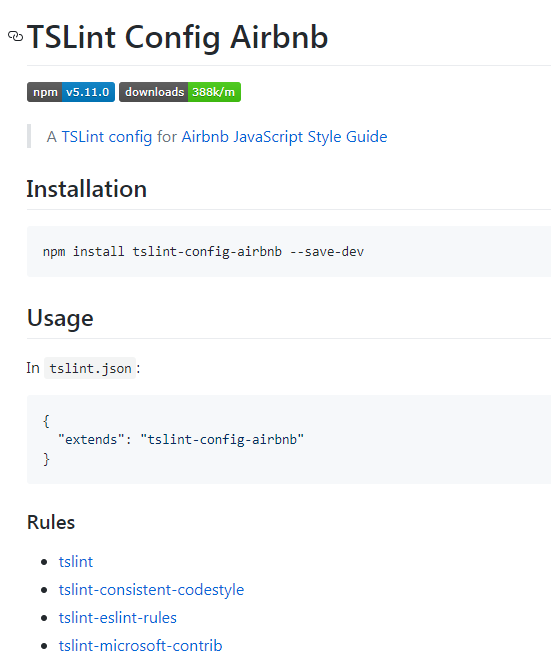 TSLint Config Airbnb
npm v5.11.0 downloads 388k/m
A TSLint config for Airbnb JavaScript Style Guide
Installation
npm install tslint-config-airbnb --save-dev
Usage
In tslint.json:
{
  "extends": "tslint-config-airbnb"
}
Rules
tslint
tslint-consistent-codestyle
tslint-eslint-rules
tslint-microsoft-contrib